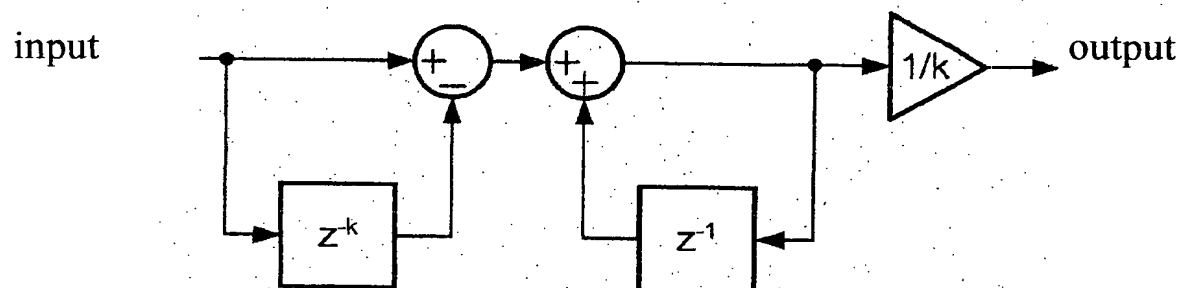 input
+
−
+
+
1/k
output
z⁻ᵏ
z⁻¹